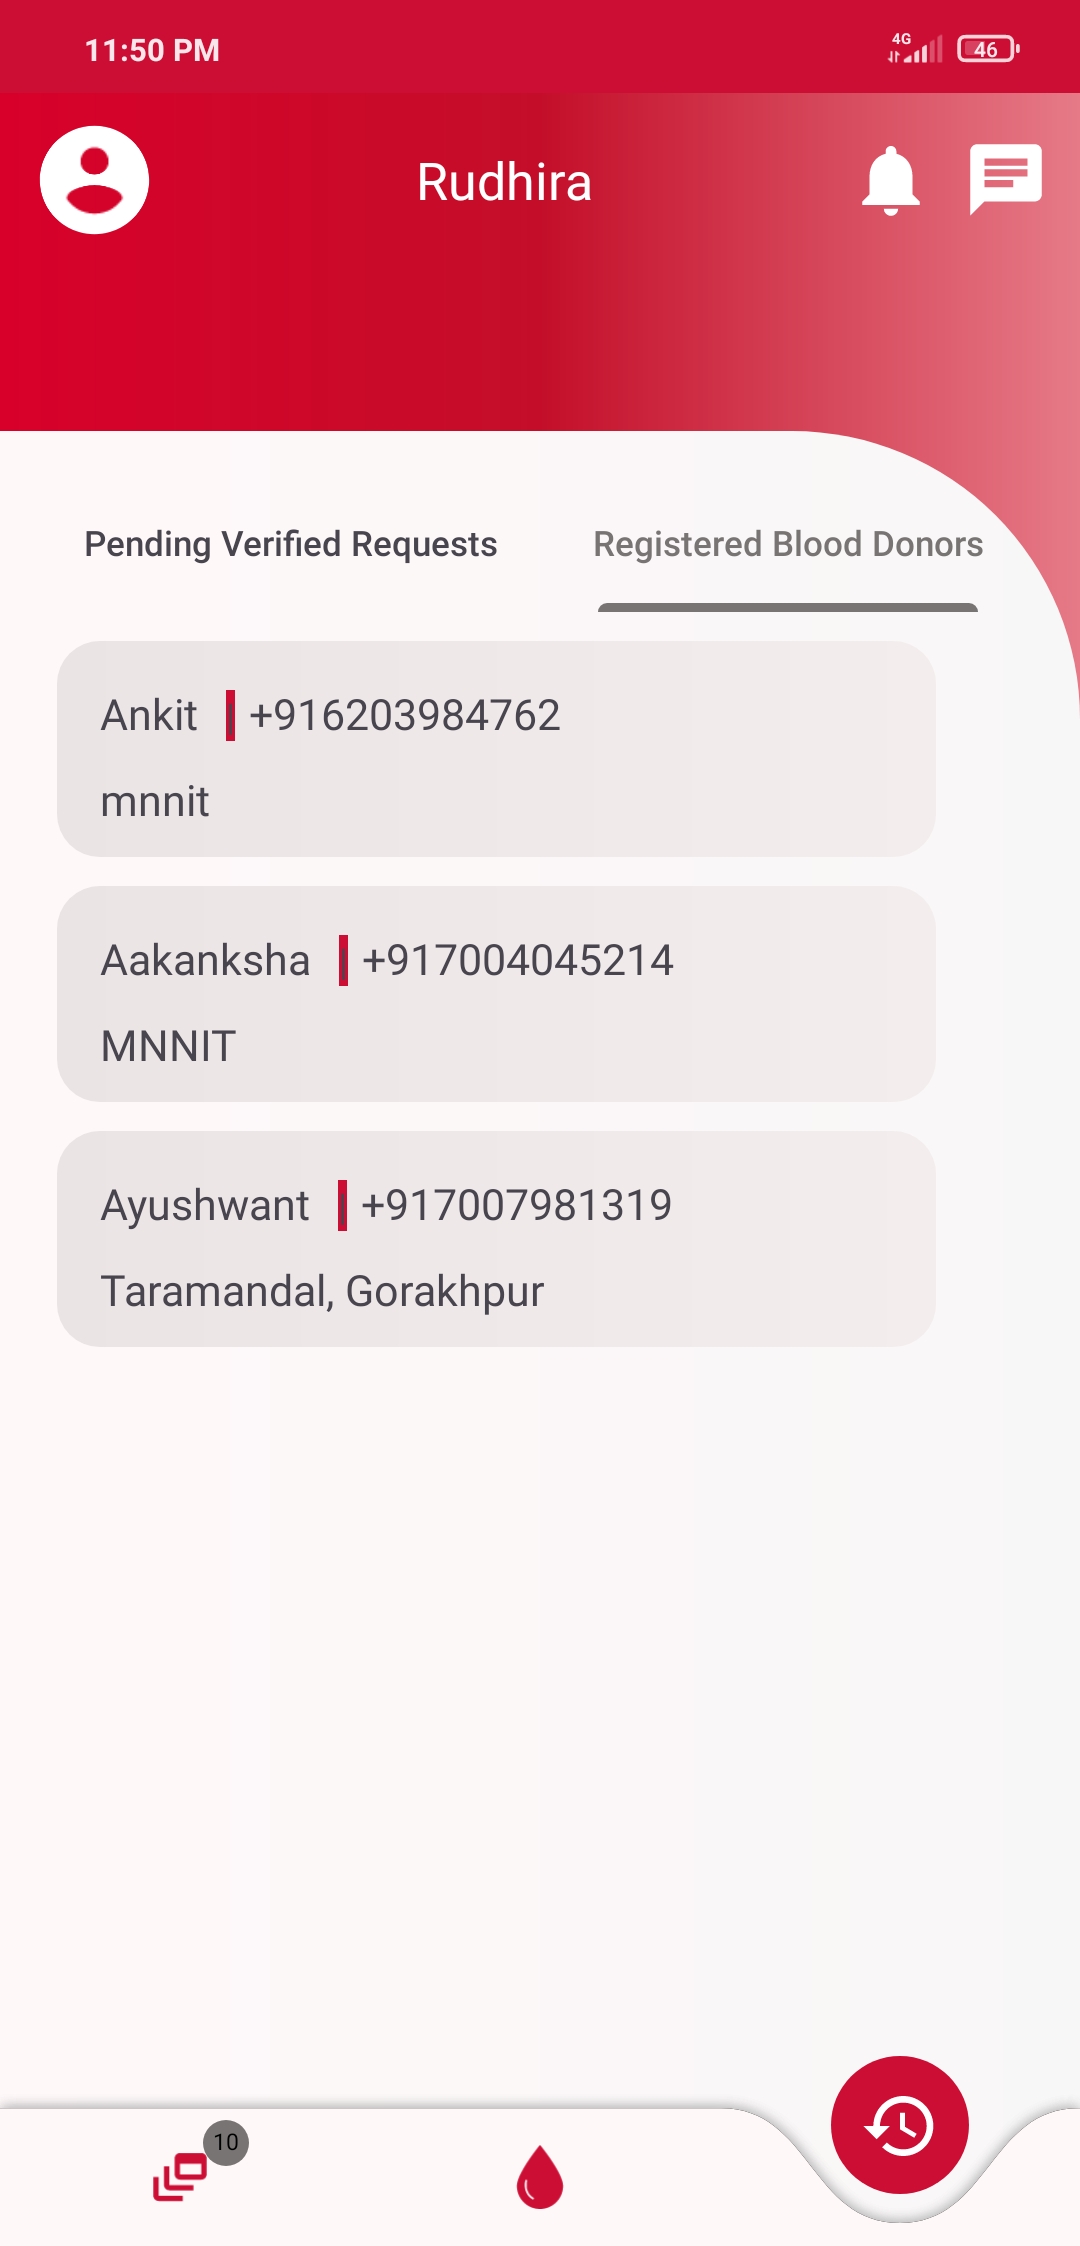 11:50 PM
4G
46
Rudhira
Pending Verified Requests
Registered Blood Donors
Ankit | +916203984762
mnnit
Aakanksha | +917004045214
MNNIT
Ayushwant | +917007981319
Taramandal, Gorakhpur
10